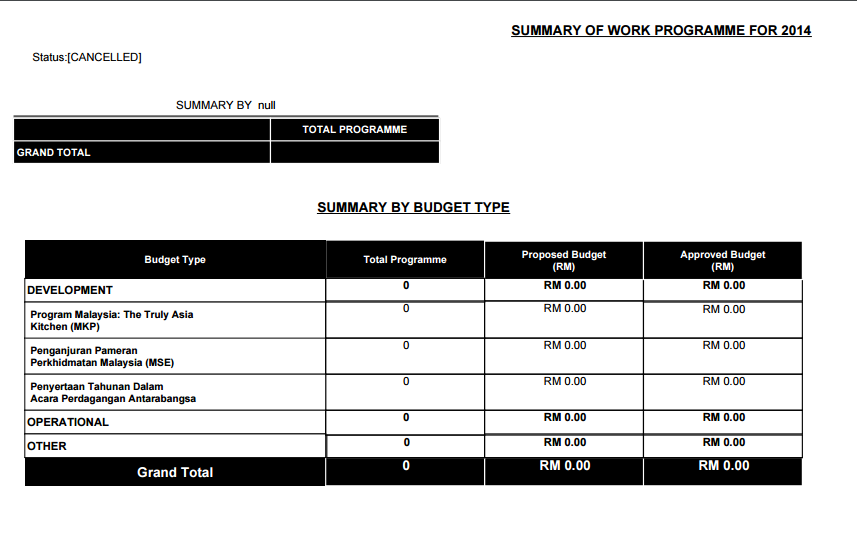 SUMMARY OF WORK PROGRAMME FOR 2014
Status:[CANCELLED]
SUMMARY BY null
TOTAL PROGRAMME
GRAND TOTAL
SUMMARY BY BUDGET TYPE
Budget Type Total Programme Proposed Budget (RM) Approved Budget (RM)
DEVELOPMENT 0 RM 0.00 RM 0.00
Program Malaysia: The Truly Asia 0 RM 0.00 RM 0.00
Kitchen (MKP)
Penganjuran Pameran 0 RM 0.00 RM 0.00
Perkhidmatan Malaysia (MSE)
Penyertaan Tahunan Dalam 0 RM 0.00 RM 0.00
Acara Perdagangan Antarabangsa
OPERATIONAL 0 RM 0.00 RM 0.00
OTHER 0 RM 0.00 RM 0.00
Grand Total 0 RM 0.00 RM 0.00